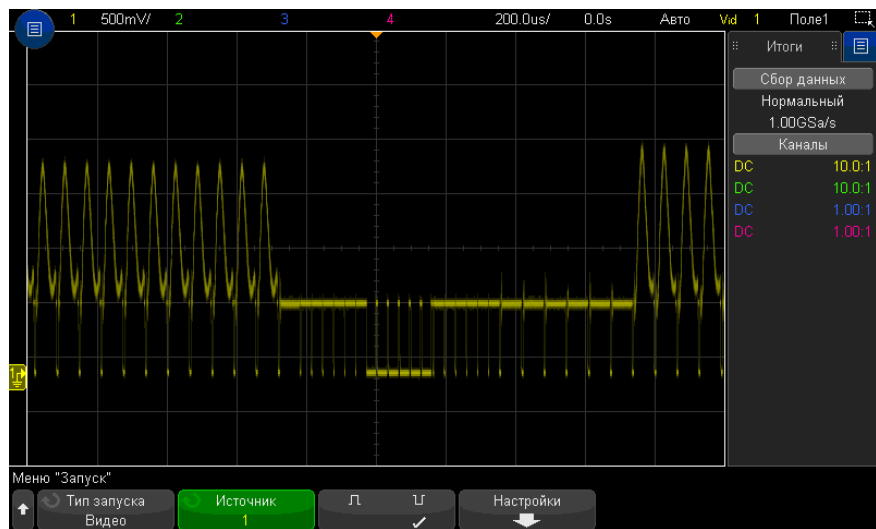 1 500mV/ 2 3 4 200.0us/ 0.0s Авто Vid 1 Поле1
Итоги
Сбор данных
Нормальный
1.00GSa/s
Каналы
DC 10.0:1
DC 10.0:1
DC 1.00:1
DC 1.00:1
1
Меню "Запуск"
Тип запуска
Видео
Источник
1
Настройки